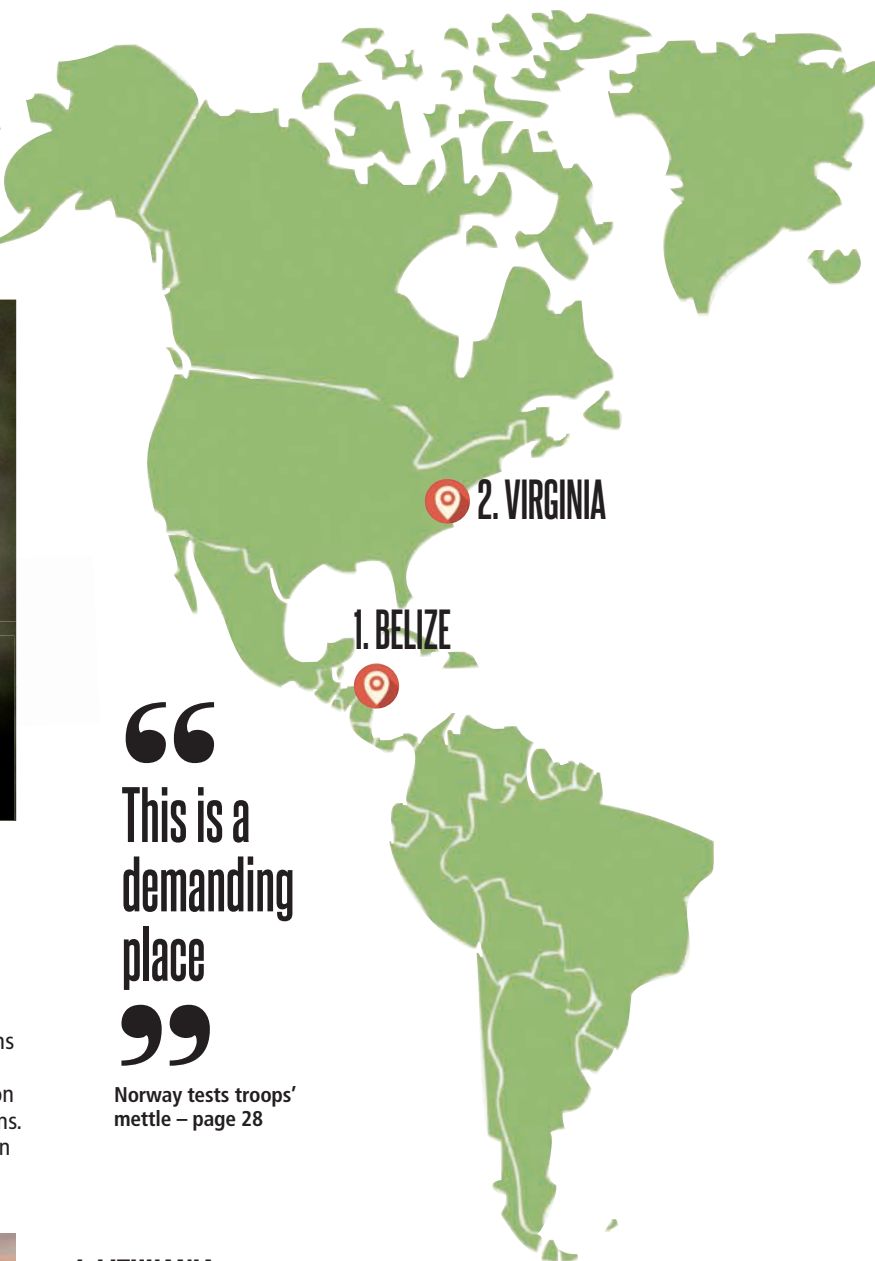 2. VIRGINIA
1. BELIZE
“
This is a
demanding
place
”
Norway tests troops’
mettle – page 28